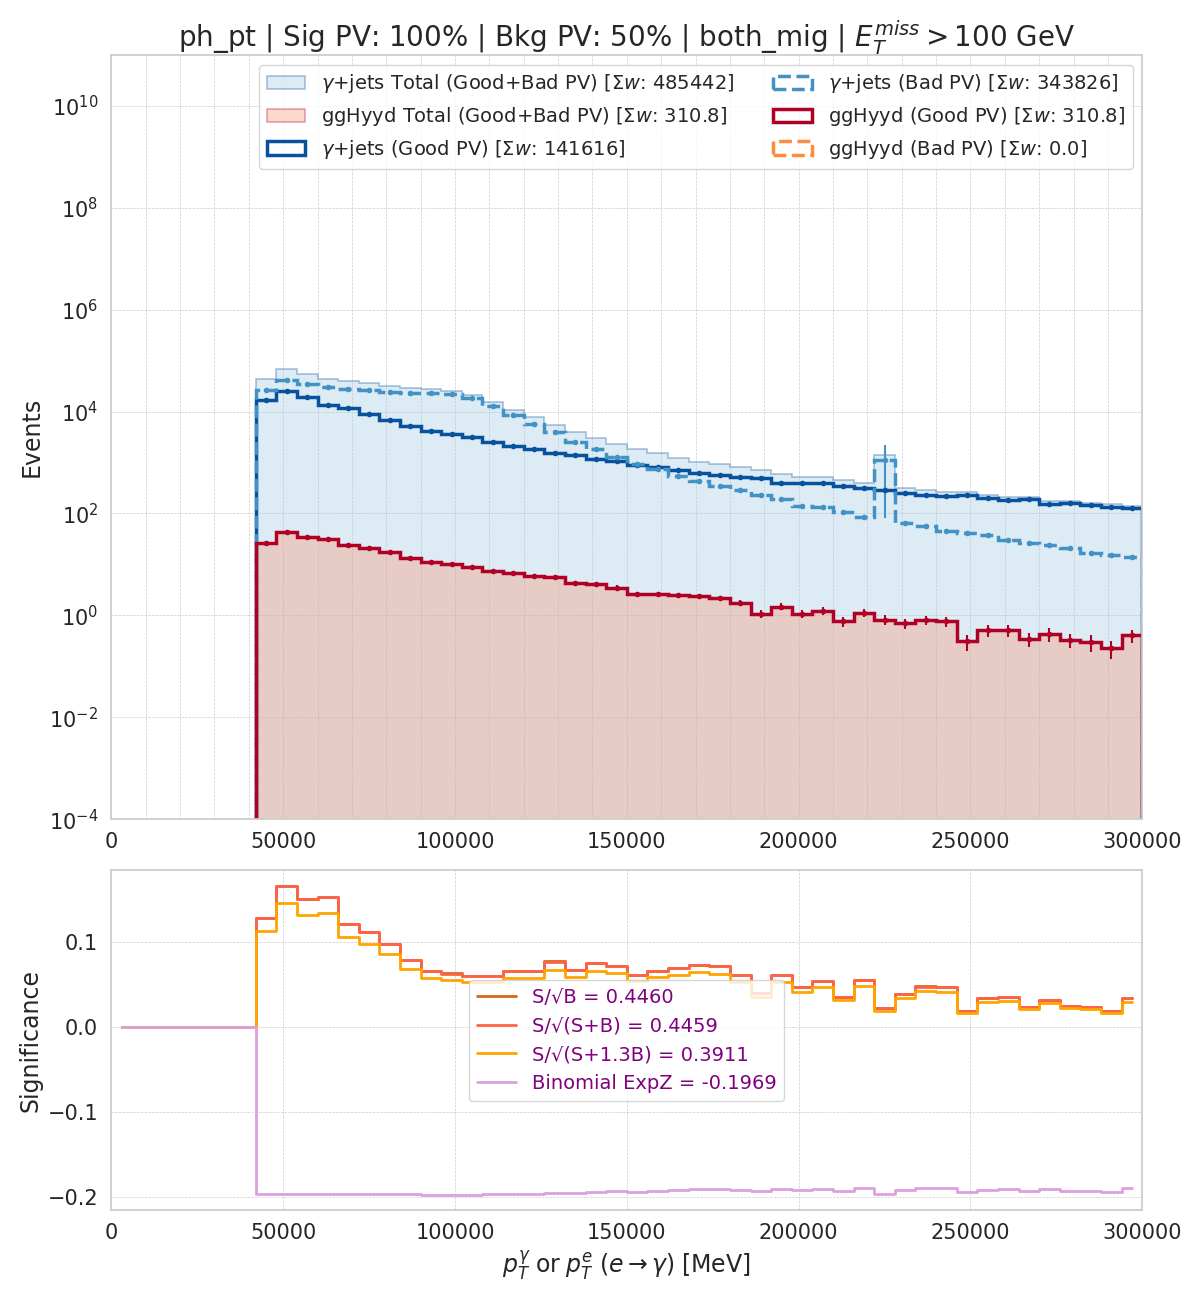 ph_pt | Sig PV: 100% | Bkg PV: 50% | both_mig | $E_T^{miss} > 100$ GeV
γ+jets Total (Good+Bad PV) [Σw: 485442]
ggHyyd Total (Good+Bad PV) [Σw: 310.8]
γ+jets (Good PV) [Σw: 141616]
γ+jets (Bad PV) [Σw: 343826]
ggHyyd (Good PV) [Σw: 310.8]
ggHyyd (Bad PV) [Σw: 0.0]
Events
10^{10}
10^{8}
10^{6}
10^{4}
10^{2}
10^{0}
10^{−2}
10^{−4}
0 50000 100000 150000 200000 250000 300000
Significance
0.1
0.0
−0.1
−0.2
S/√B = 0.4460
S/√(S+B) = 0.4459
S/√(S+1.3B) = 0.3911
Binomial ExpZ = -0.1969
0 50000 100000 150000 200000 250000 300000
$p_T^γ$ or $p_T^e$ (e→γ) [MeV]